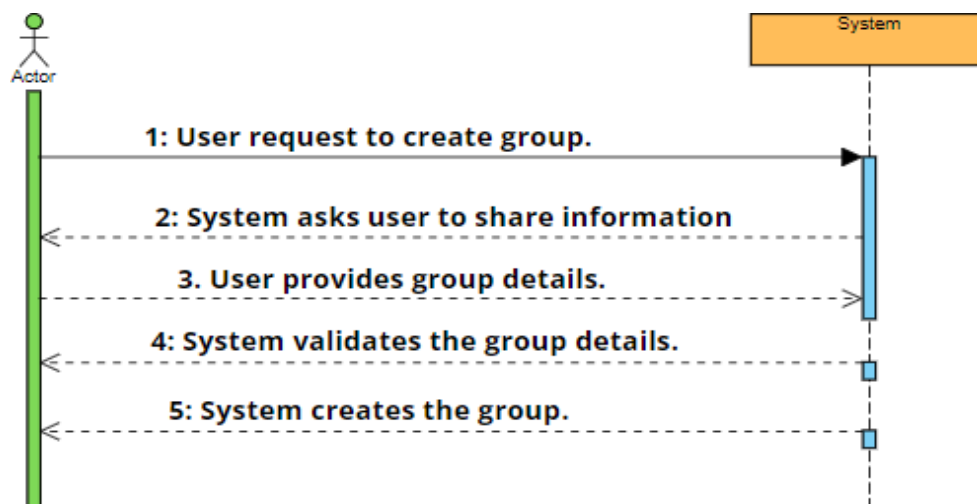 System
Actor
1: User request to create group.
2: System asks user to share information
3. User provides group details.
4: System validates the group details.
5: System creates the group.